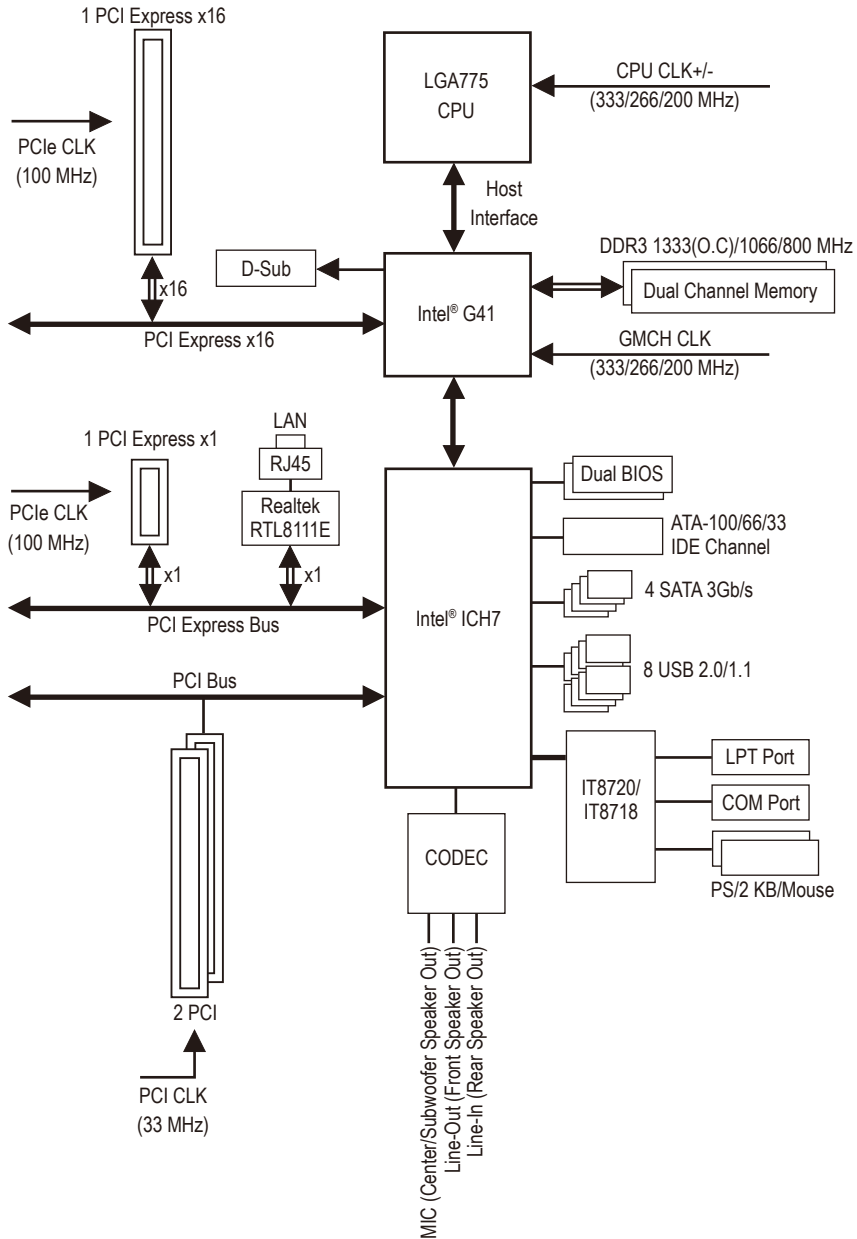 1 PCI Express x16
PCIe CLK
(100 MHz)
x16
PCI Express x16
LGA775
CPU
CPU CLK+/-
(333/266/200 MHz)
Host
Interface
D-Sub
Intel® G41
DDR3 1333(O.C)/1066/800 MHz
Dual Channel Memory
GMCH CLK
(333/266/200 MHz)
1 PCI Express x1
PCIe CLK
(100 MHz)
x1
LAN
RJ45
Realtek
RTL8111E
x1
PCI Express Bus
Intel® ICH7
Dual BIOS
ATA-100/66/33
IDE Channel
4 SATA 3Gb/s
8 USB 2.0/1.1
PCI Bus
IT8720/
IT8718
LPT Port
COM Port
PS/2 KB/Mouse
CODEC
MIC (Center/Subwoofer Speaker Out)
Line-Out (Front Speaker Out)
Line-In (Rear Speaker Out)
2 PCI
PCI CLK
(33 MHz)